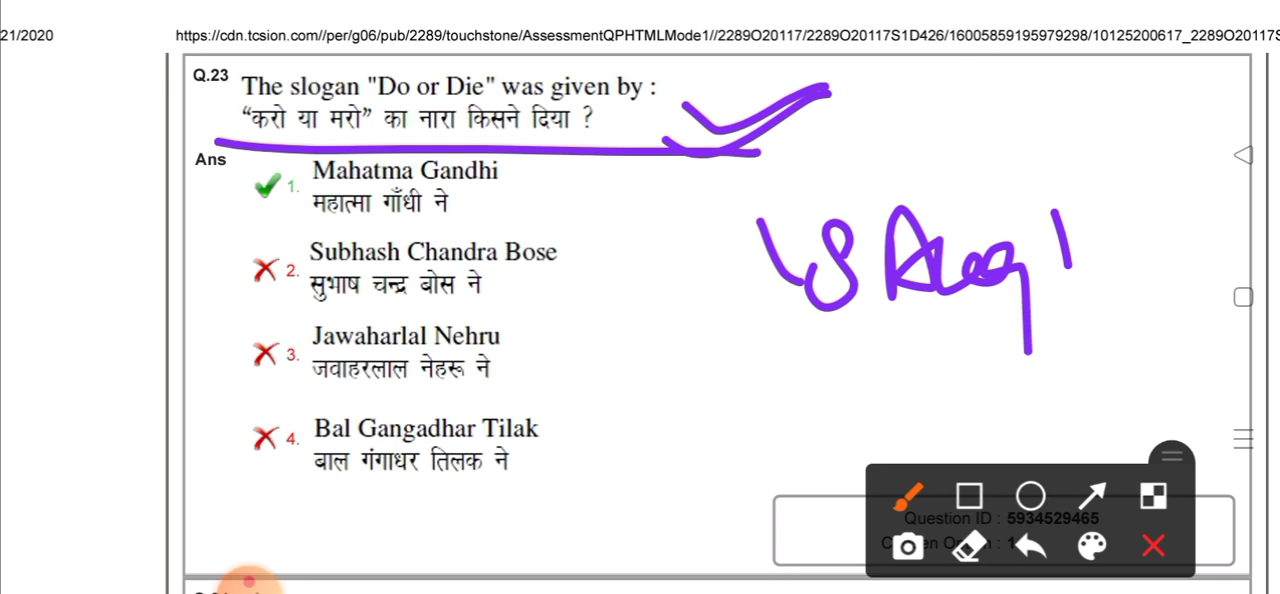 21/2020
https://cdn.tcsion.com//per/g06/pub/2289/touchstone/AssessmentQPHTMLMode1//2289O20117/2289O20117S1D426/16005859195979298/10125200617_2289O20117S
Q.23 The slogan "Do or Die" was given by :
“करो या मरो” का नारा किसने दिया ?
Ans
1. Mahatma Gandhi
महात्मा गाँधी ने
2. Subhash Chandra Bose
सुभाष चन्द्र बोस ने
3. Jawaharlal Nehru
जवाहरलाल नेहरू ने
4. Bal Gangadhar Tilak
बाल गंगाधर तिलक ने
Question ID : 5934529465
: 1